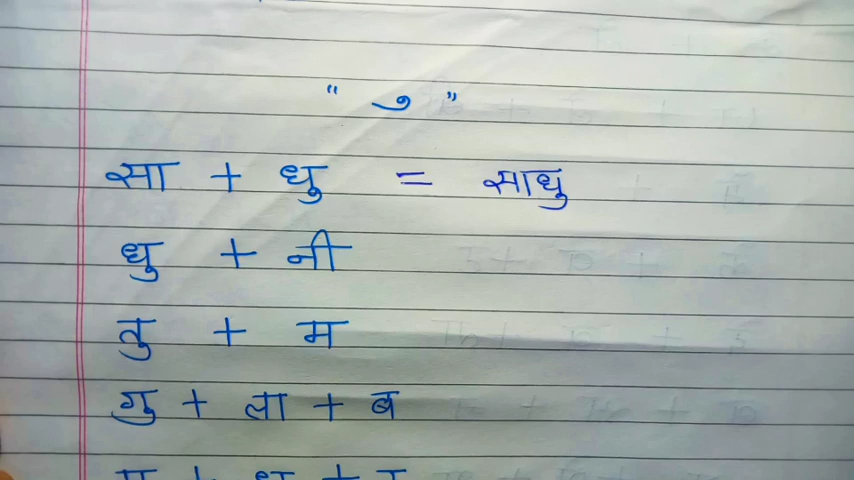 " ु "
सा + धु = साधु
धु + नी
तु + म
गु + ला + ब